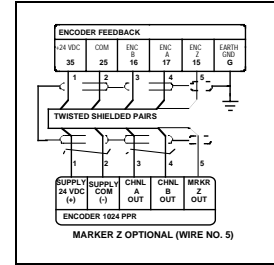 ENCODER FEEDBACK
+24 VDC COM ENC B ENC A ENC Z EARTH GND
35 25 16 17 15 G
1 2 3 4 5
TWISTED SHIELDED PAIRS
1 2 3 4 5
SUPPLY 24 VDC (+) SUPPLY COM (-) CHNL A OUT CHNL B OUT MRKR Z OUT
ENCODER 1024 PPR
MARKER Z OPTIONAL (WIRE NO. 5)